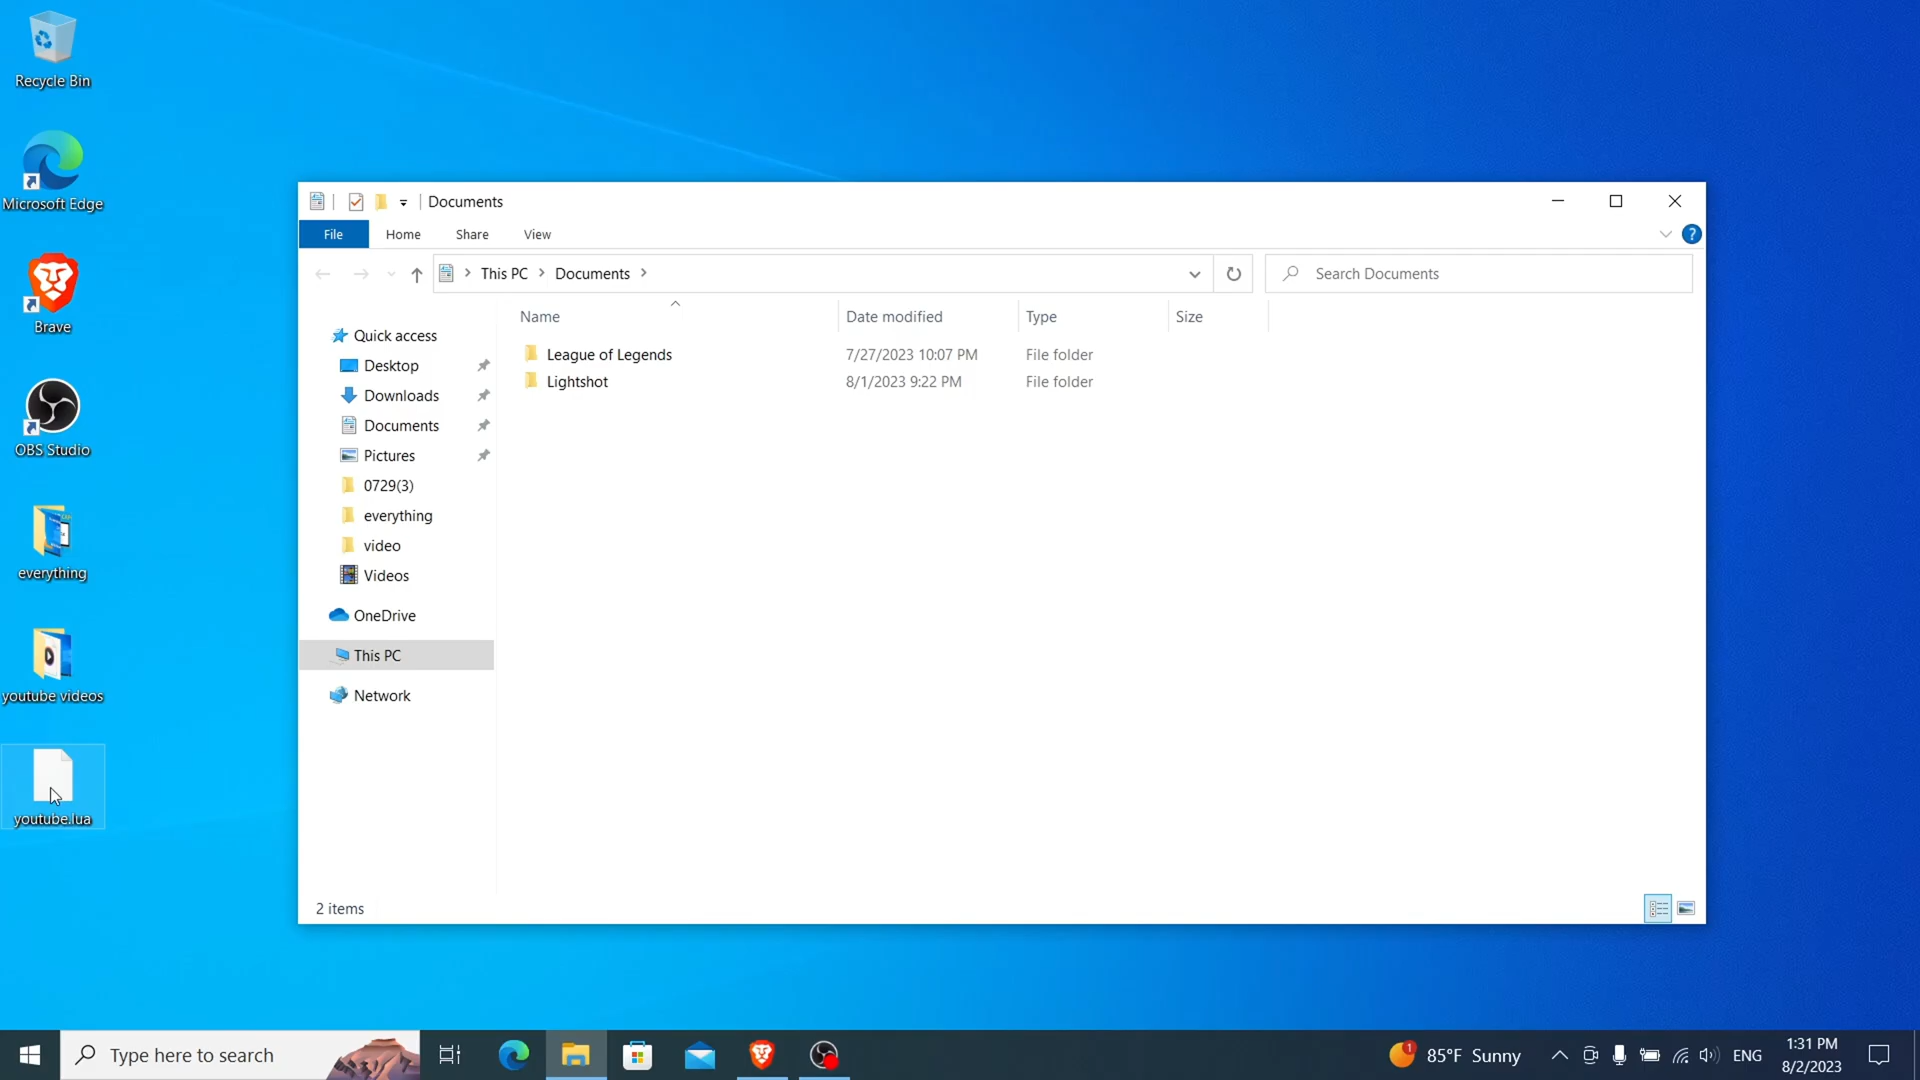 Recycle Bin
Microsoft Edge
Brave
OBS Studio
everything
youtube videos
youtube.lua
Documents
File
Home
Share
View
?
This PC
Documents
Search Documents
Name
Date modified
Type
Size
League of Legends
7/27/2023 10:07 PM
File folder
Lightshot
8/1/2023 9:22 PM
File folder
Quick access
Desktop
Downloads
Documents
Pictures
0729(3)
everything
video
Videos
OneDrive
This PC
Network
2 items
Type here to search
1
85°F Sunny
ENG
1:31 PM
8/2/2023